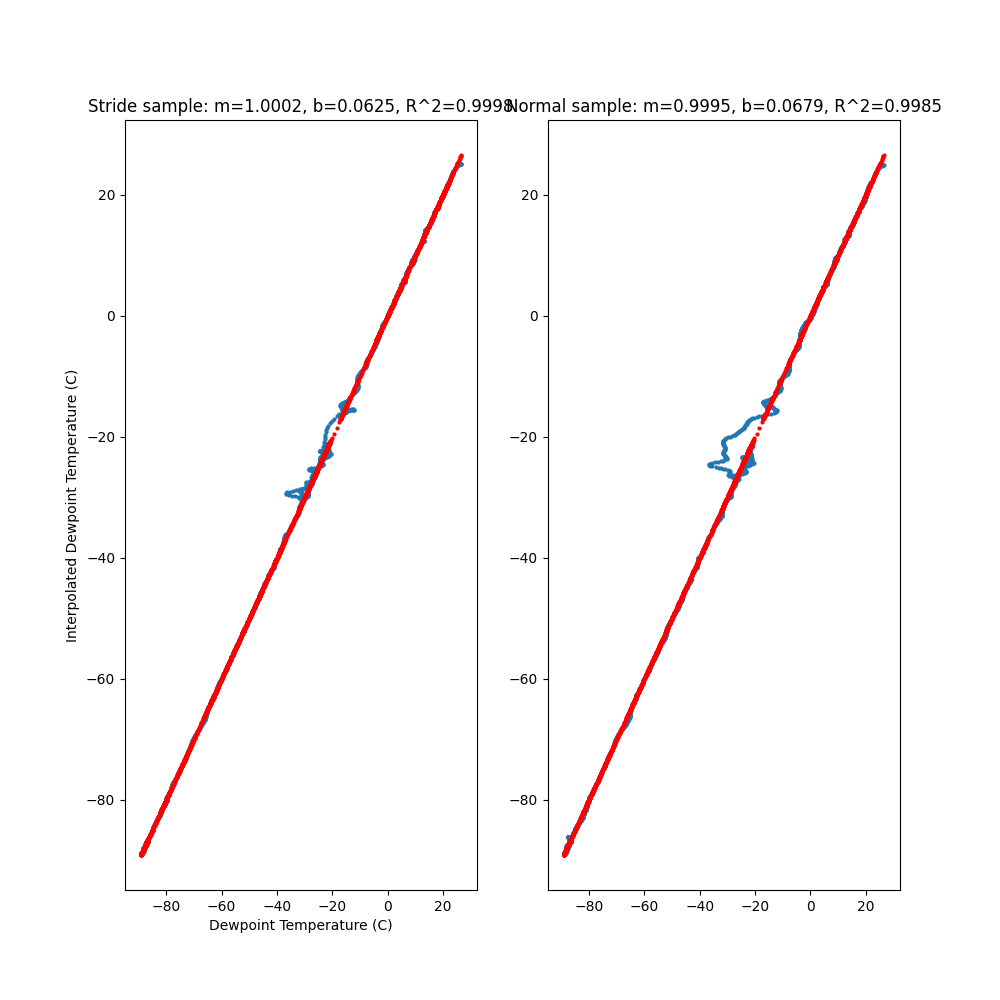 Stride sample: m=1.0002, b=0.0625, R^2=0.9998
Normal sample: m=0.9995, b=0.0679, R^2=0.9985
20
0
−20
−40
−60
−80
Interpolated Dewpoint Temperature (C)
−80 −60 −40 −20 0 20
Dewpoint Temperature (C)
20
0
−20
−40
−60
−80
−80 −60 −40 −20 0 20